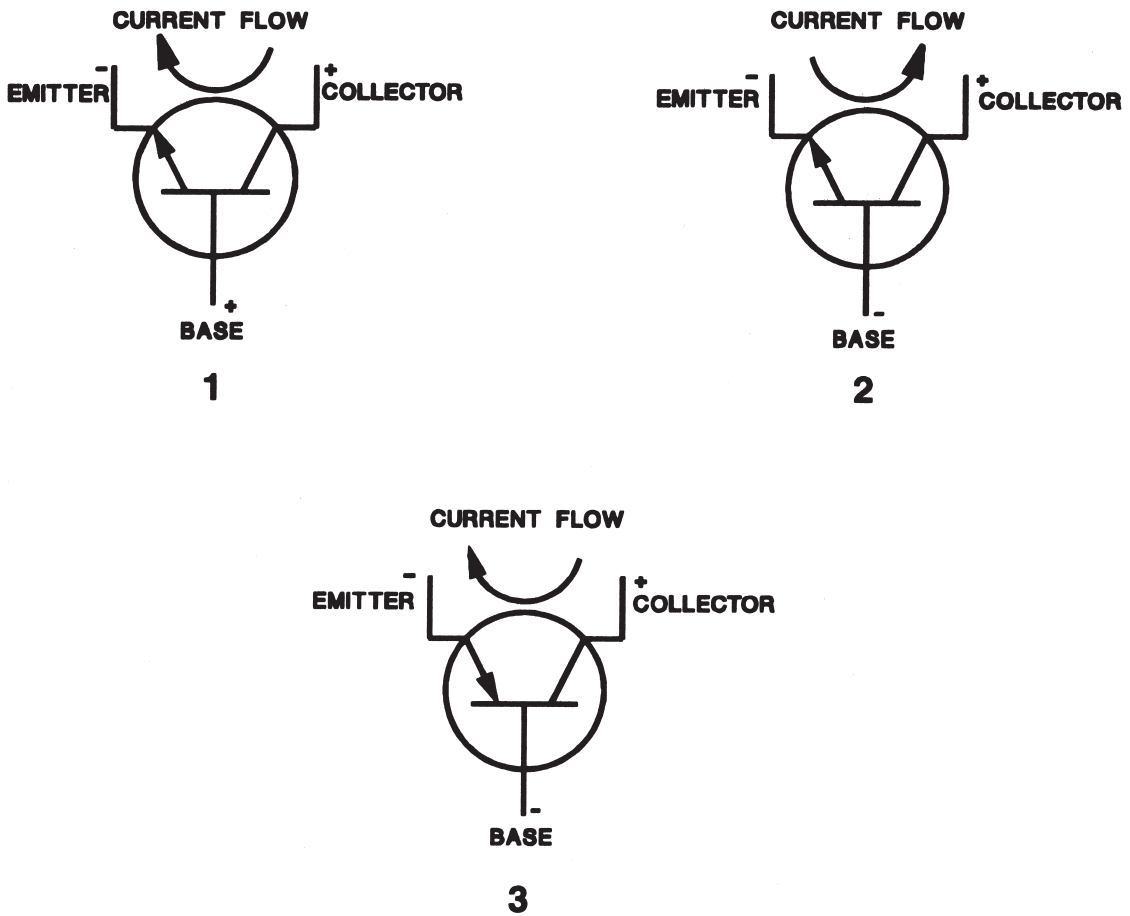 CURRENT FLOW
-
EMITTER
+
COLLECTOR
+
BASE
1
CURRENT FLOW
-
EMITTER
+
COLLECTOR
-
BASE
2
CURRENT FLOW
-
EMITTER
+
COLLECTOR
-
BASE
3